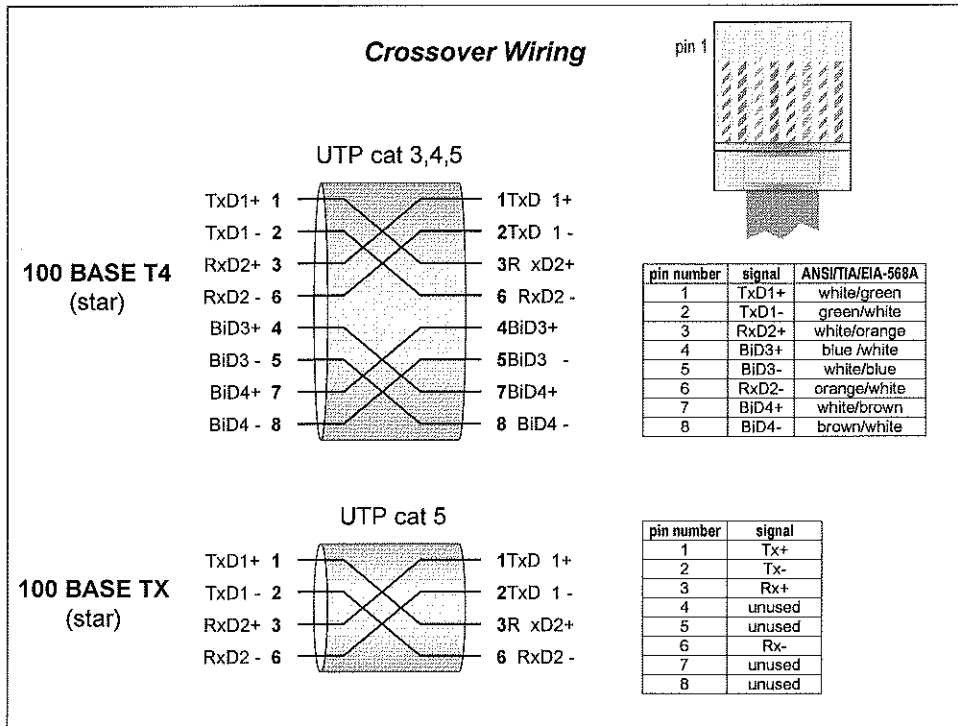 Crossover Wiring
pin 1
UTP cat 3,4,5
100 BASE T4
(star)
TxD1+ 1 1TxD 1+
TxD1 - 2 2TxD 1 -
RxD2+ 3 3R xD2+
RxD2 - 6 6 RxD2 -
BiD3+ 4 4BiD3+
BiD3 - 5 5BiD3 -
BiD4+ 7 7BiD4+
BiD4 - 8 8 BiD4 -
pin number signal ANSI/TIA/EIA-568A
1 TxD1+ white/green
2 TxD1- green/white
3 RxD2+ white/orange
4 BiD3+ blue /white
5 BiD3- white/blue
6 RxD2- orange/white
7 BiD4+ white/brown
8 BiD4- brown/white
UTP cat 5
100 BASE TX
(star)
TxD1+ 1 1TxD 1+
TxD1 - 2 2TxD 1 -
RxD2+ 3 3R xD2+
RxD2 - 6 6 RxD2 -
pin number signal
1 Tx+
2 Tx-
3 Rx+
4 unused
5 unused
6 Rx-
7 unused
8 unused